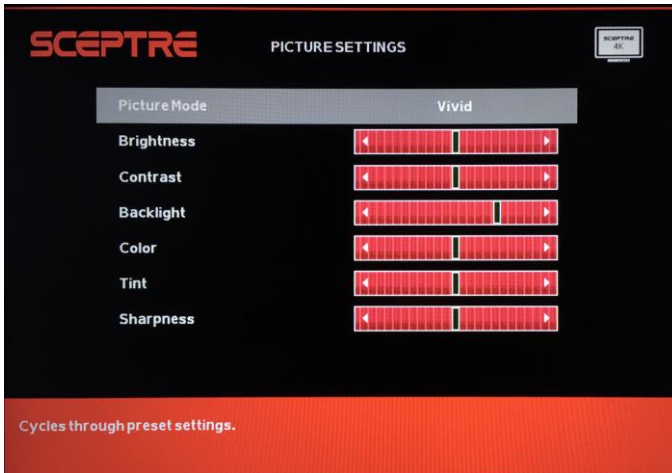 SCEPTRE
PICTURE SETTINGS
SCEPTRE
4K
Picture Mode Vivid
Brightness
Contrast
Backlight
Color
Tint
Sharpness
Cycles through preset settings.